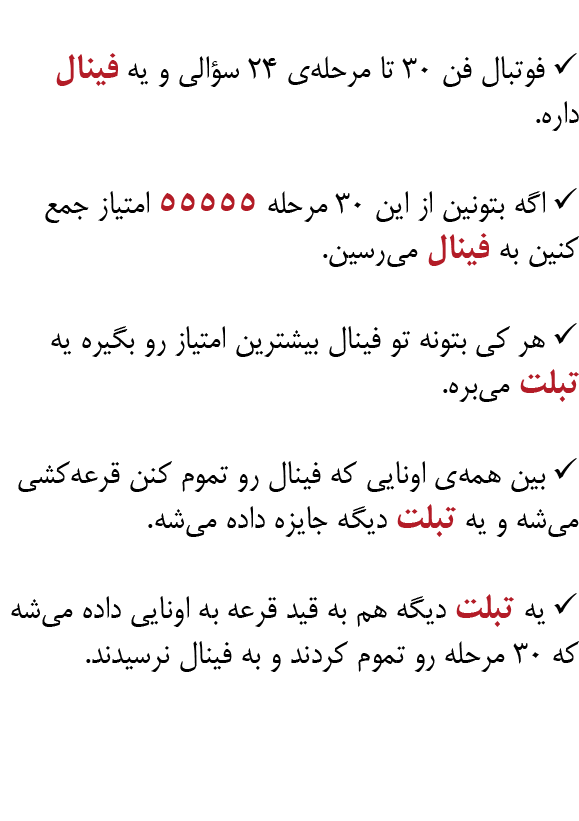 ✓ فوتبال فن ۳۰ تا مرحله‌ی ۲۴ سؤالی و یه فینال
داره.
✓ اگه بتونین از این ۳۰ مرحله ۵۵۵۵۵ امتیاز جمع
کنین به فینال می‌رسین.
✓ هر کی بتونه تو فینال بیشترین امتیاز رو بگیره یه
تبلت می‌بره.
✓ بین همه‌ی اونایی که فینال رو تموم کنن قرعه‌کشی
می‌شه و یه تبلت دیگه جایزه داده می‌شه.
✓ یه تبلت دیگه هم به قید قرعه به اونایی داده می‌شه
که ۳۰ مرحله رو تموم کردند و به فینال نرسیدند.